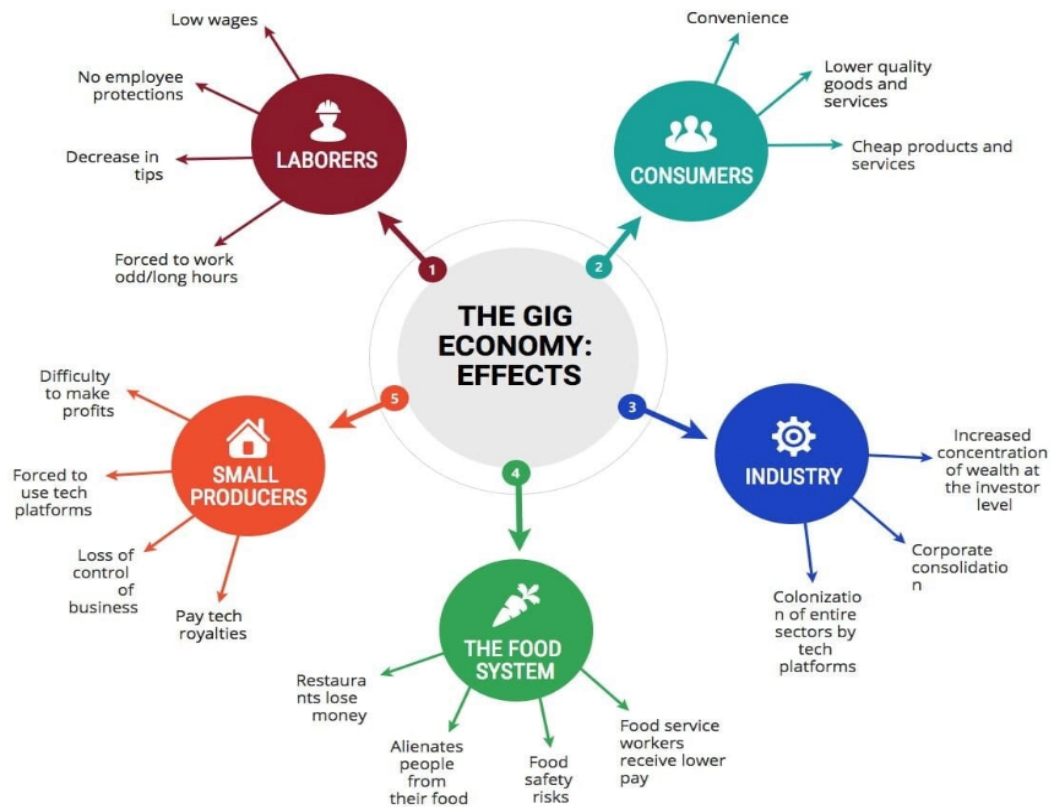 THE GIG
ECONOMY:
EFFECTS
1
LABORERS
Low wages
No employee
protections
Decrease in
tips
Forced to work
odd/long hours
2
CONSUMERS
Convenience
Lower quality
goods and
services
Cheap products and
services
3
INDUSTRY
Increased
concentration
of wealth at
the investor
level
Corporate
consolidatio
n
Colonizatio
n of entire
sectors by
tech
platforms
4
THE FOOD
SYSTEM
Restaura
nts lose
money
Alienates
people
from
their food
Food
safety
risks
Food service
workers
receive lower
pay
5
SMALL
PRODUCERS
Difficulty
to make
profits
Forced to
use tech
platforms
Loss of
control
of
business
Pay tech
royalties